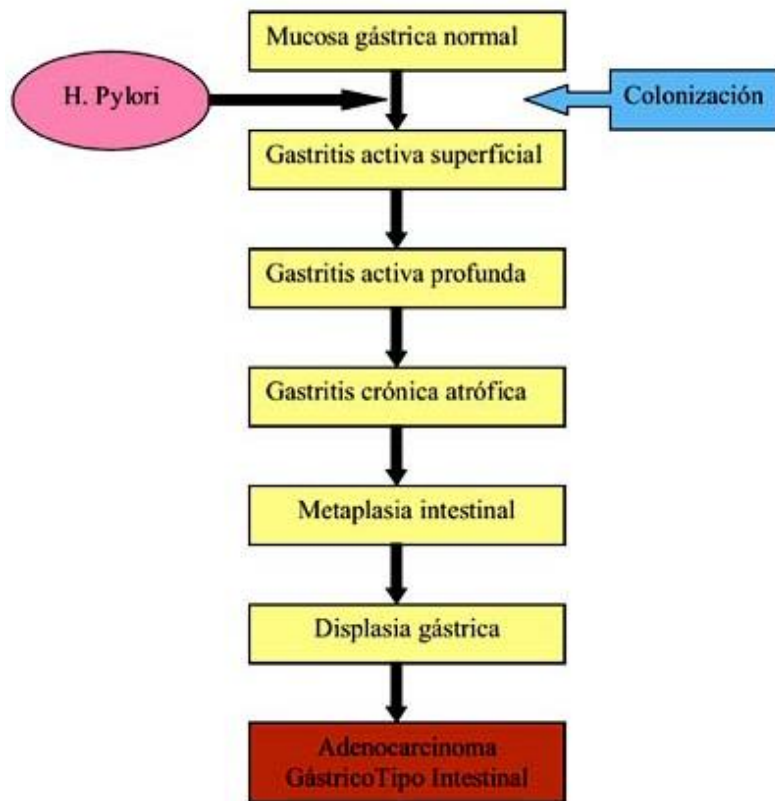 Mucosa gástrica normal
H. Pylori
Colonización
Gastritis activa superficial
Gastritis activa profunda
Gastritis crónica atrófica
Metaplasia intestinal
Displasia gástrica
Adenocarcinoma
GástricoTipo Intestinal